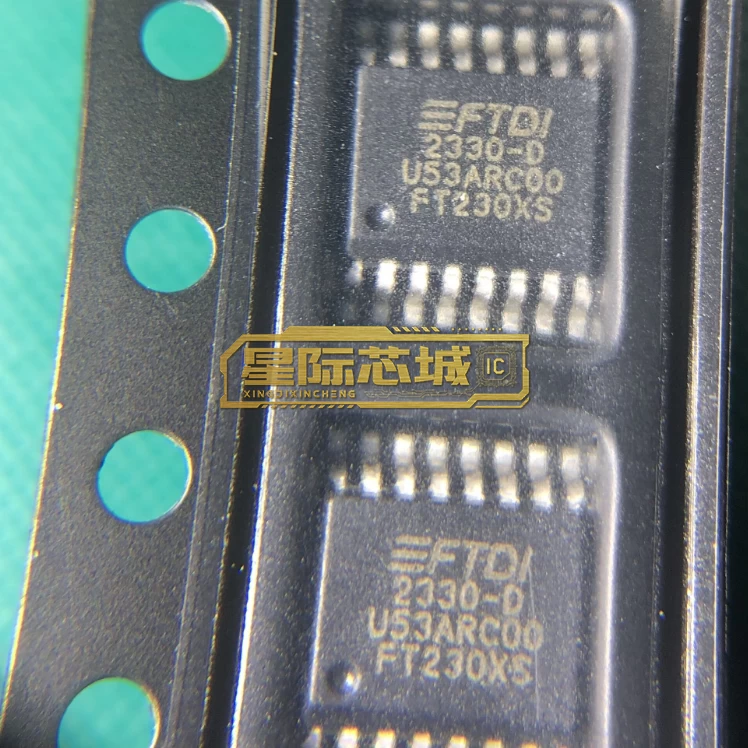 FTDI
2330-D
U53ARC00
FT230XS
星际芯城
IC
XINGJIXINCHENG
FTDI
2330-D
U53ARC00
FT230XS